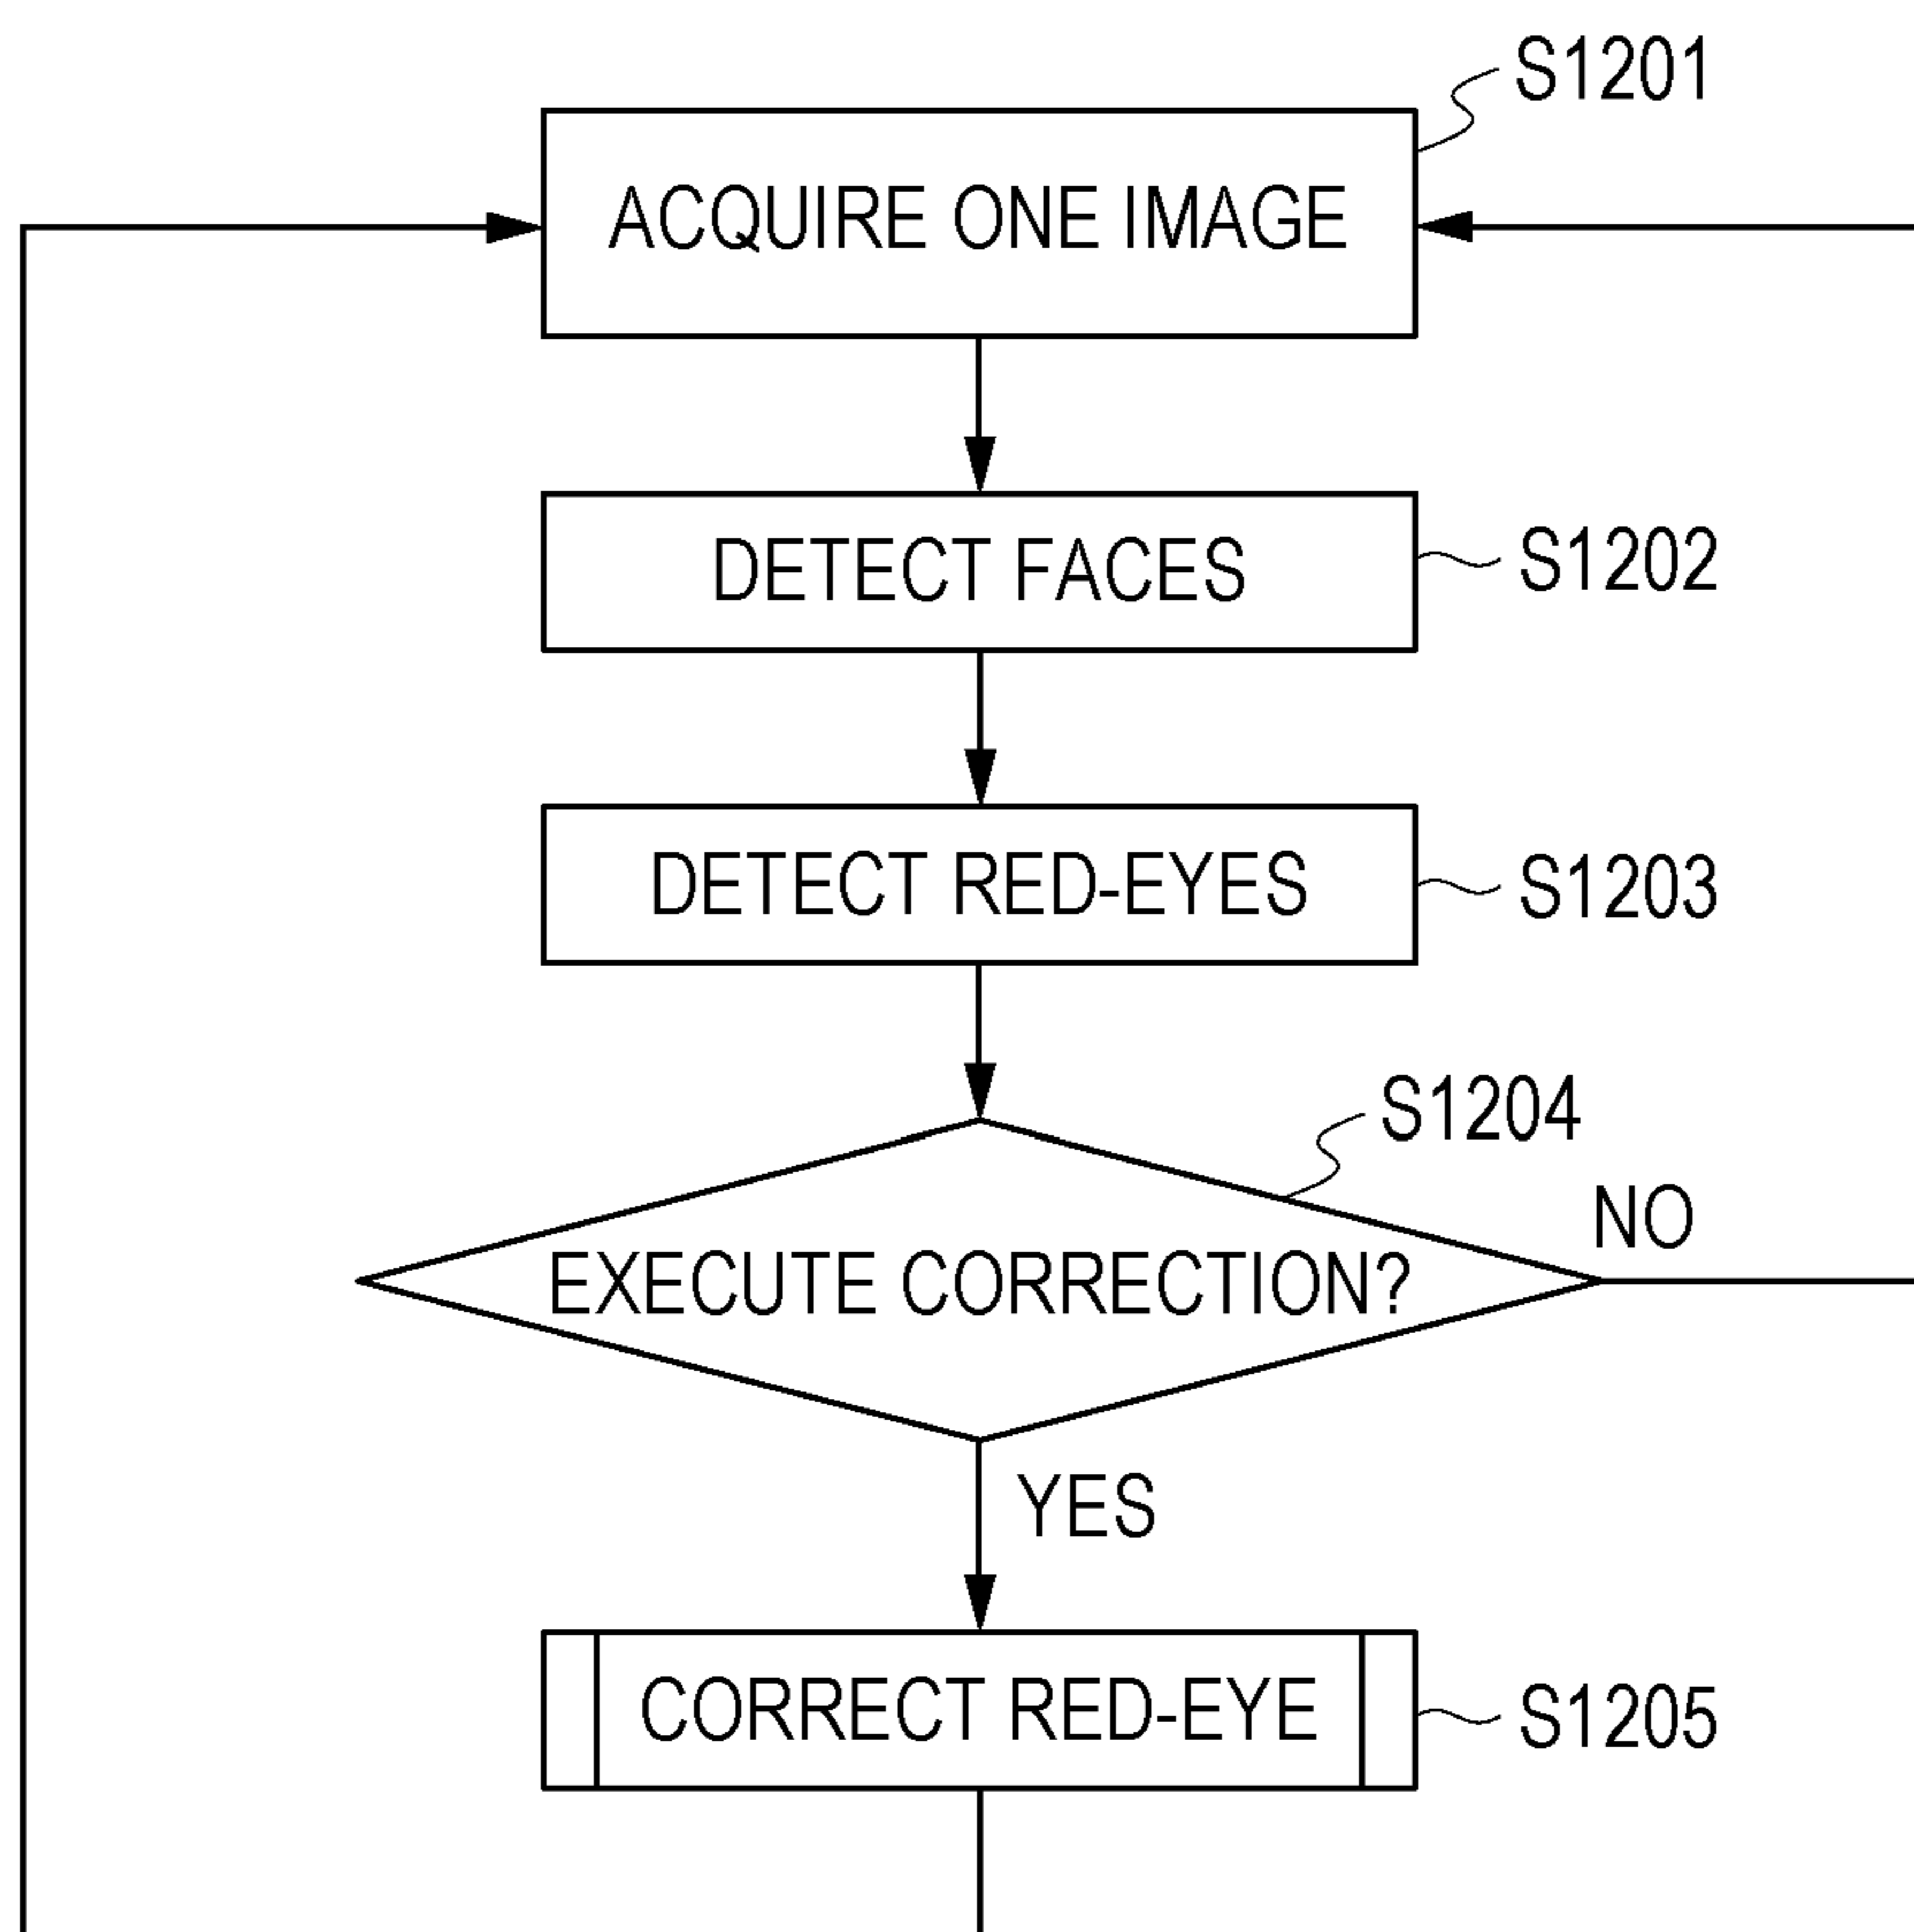 S1201
ACQUIRE ONE IMAGE
DETECT FACES
S1202
DETECT RED-EYES
S1203
S1204
NO
EXECUTE CORRECTION?
YES
CORRECT RED-EYE
S1205